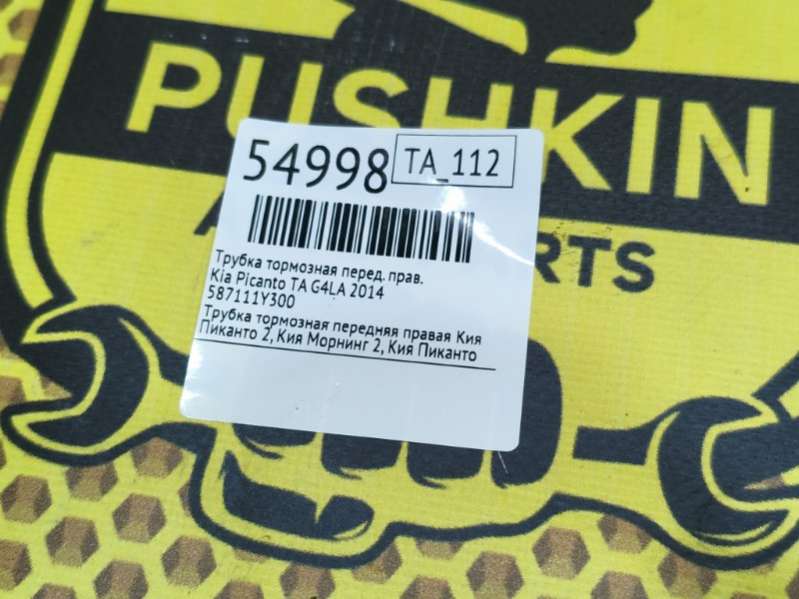 PUSHKIN
RTS
54998 TA_112
Трубка тормозная перед. прав.
Kia Picanto TA G4LA 2014
587111Y300
Трубка тормозная передняя правая Кия
Пиканто 2, Кия Морнинг 2, Кия Пиканто